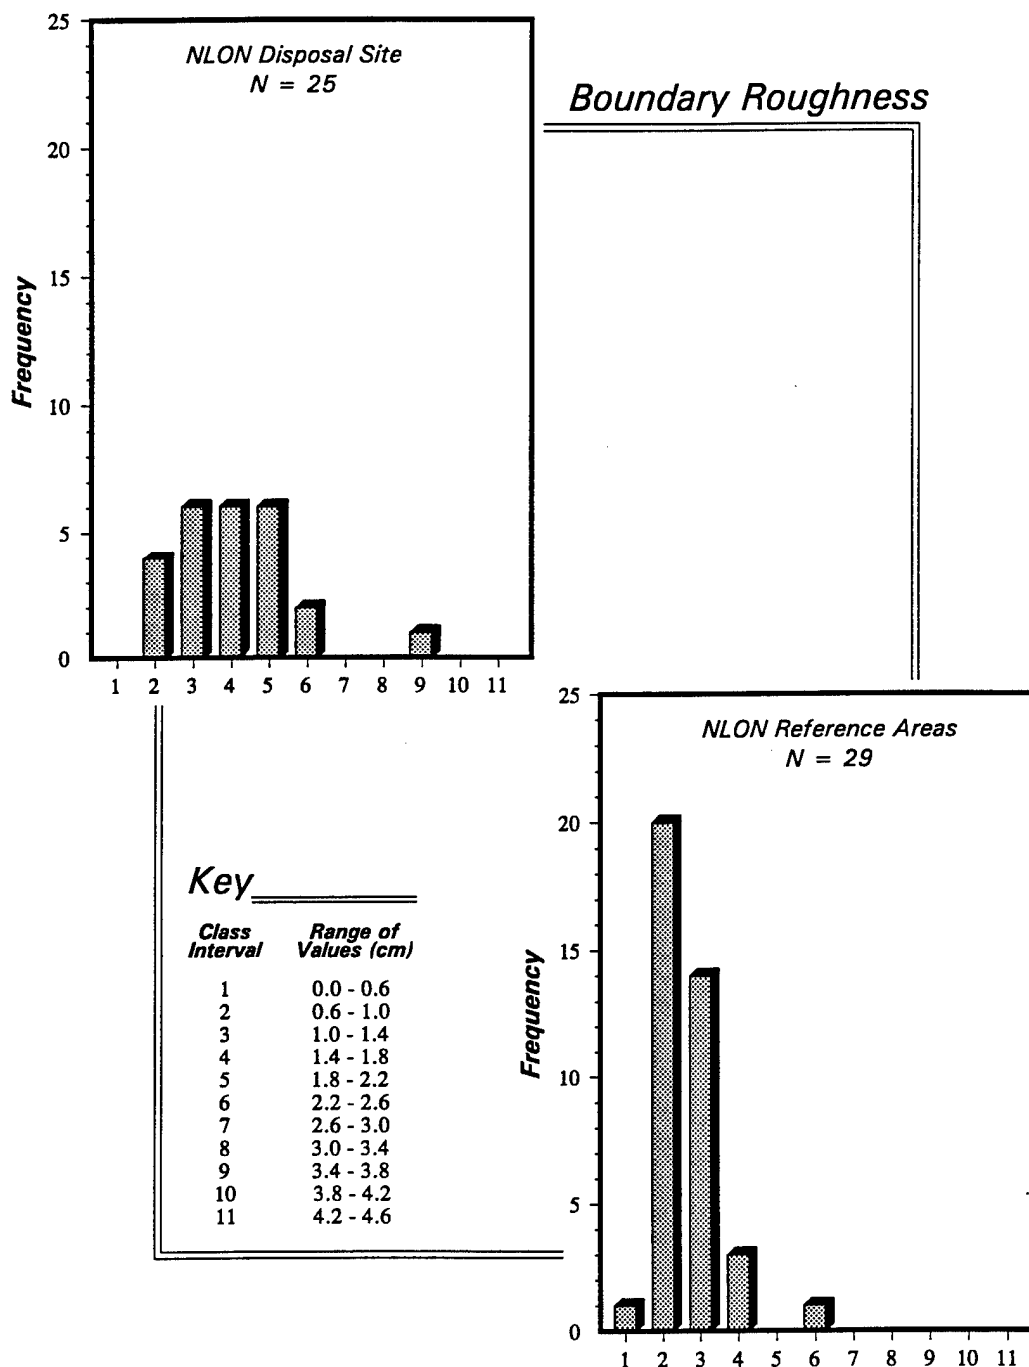 NLON Disposal Site
N = 25
Boundary Roughness
Frequency
25
20
15
10
5
0
1 2 3 4 5 6 7 8 9 10 11
NLON Reference Areas
N = 29
Frequency
25
20
15
10
5
0
1 2 3 4 5 6 7 8 9 10 11
Key
Class Range of
Interval Values (cm)
1 0.0 - 0.6
2 0.6 - 1.0
3 1.0 - 1.4
4 1.4 - 1.8
5 1.8 - 2.2
6 2.2 - 2.6
7 2.6 - 3.0
8 3.0 - 3.4
9 3.4 - 3.8
10 3.8 - 4.2
11 4.2 - 4.6